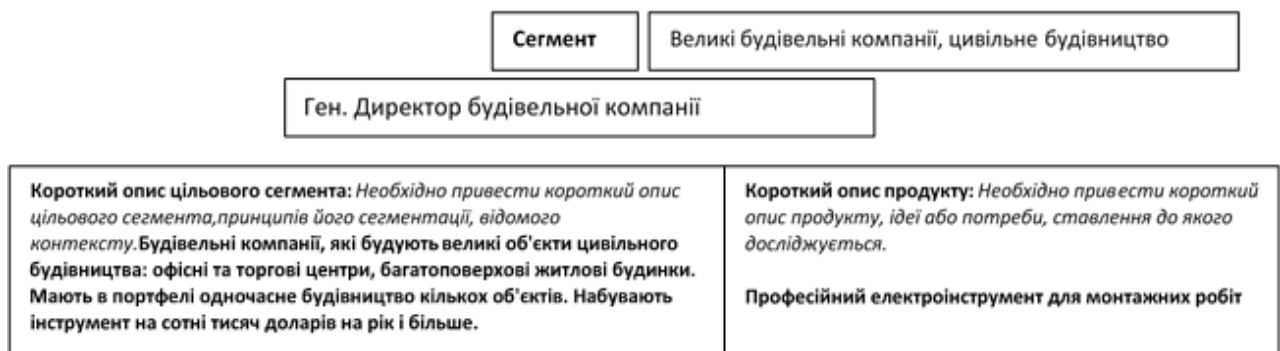 Сегмент
Великі будівельні компанії, цивільне будівництво
Ген. Директор будівельної компанії
Короткий опис цільового сегмента: Необхідно привести короткий опис
цільового сегмента,принципів його сегментації, відомого
контексту.Будівельні компанії, які будують великі об'єкти цивільного
будівництва: офісні та торгові центри, багатоповерхові житлові будинки.
Мають в портфелі одночасне будівництво кількох об'єктів. Набувають
інструмент на сотні тисяч доларів на рік і більше.
Короткий опис продукту: Необхідно привести короткий
опис продукту, ідеї або потреби, ставлення до якого
досліджується.
Професійний електроінструмент для монтажних робіт